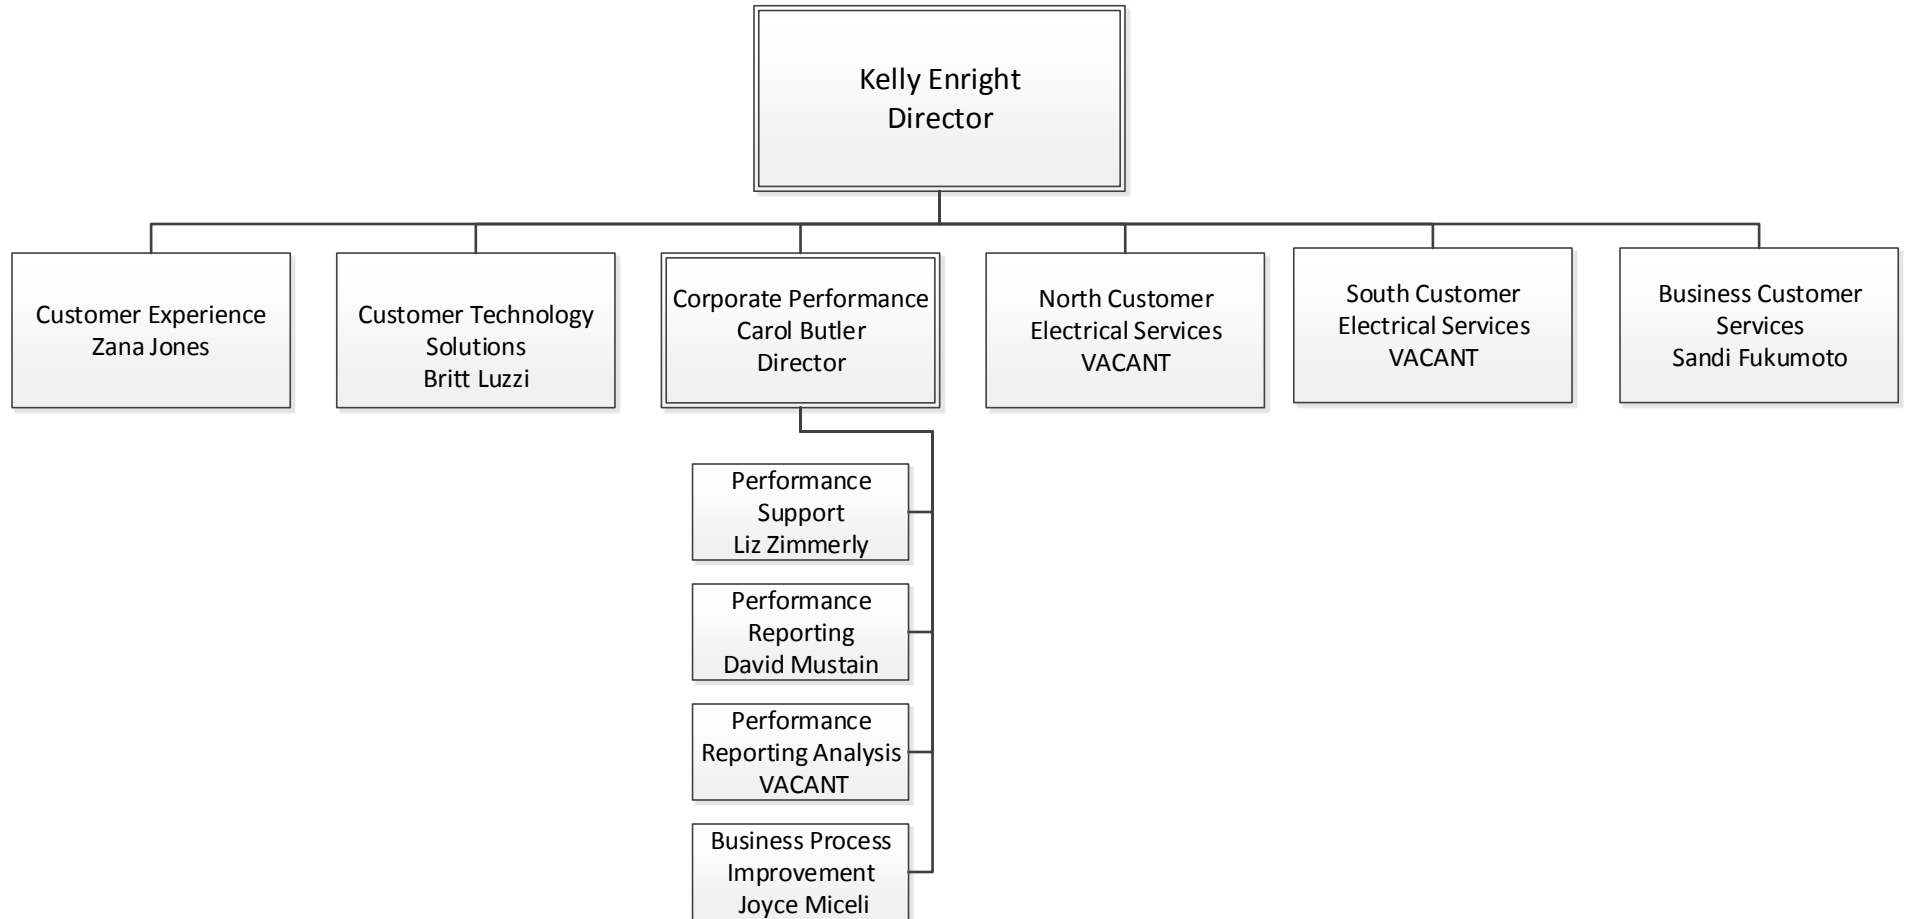 Kelly Enright
Director
Customer Experience
Zana Jones
Customer Technology
Solutions
Britt Luzzi
Corporate Performance
Carol Butler
Director
North Customer
Electrical Services
VACANT
South Customer
Electrical Services
VACANT
Business Customer
Services
Sandi Fukumoto
Performance
Support
Liz Zimmerly
Performance
Reporting
David Mustain
Performance
Reporting Analysis
VACANT
Business Process
Improvement
Joyce Miceli